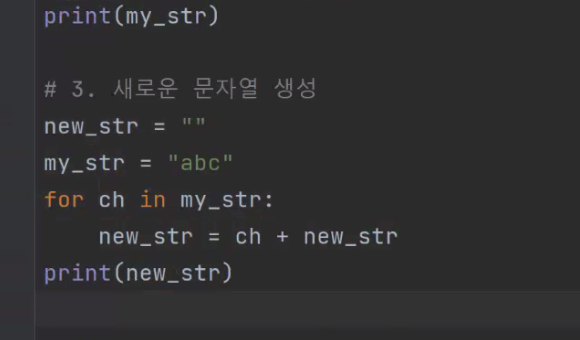 print(my_str)
# 3. 새로운 문자열 생성
new_str = ""
my_str = "abc"
for ch in my_str:
    new_str = ch + new_str
print(new_str)